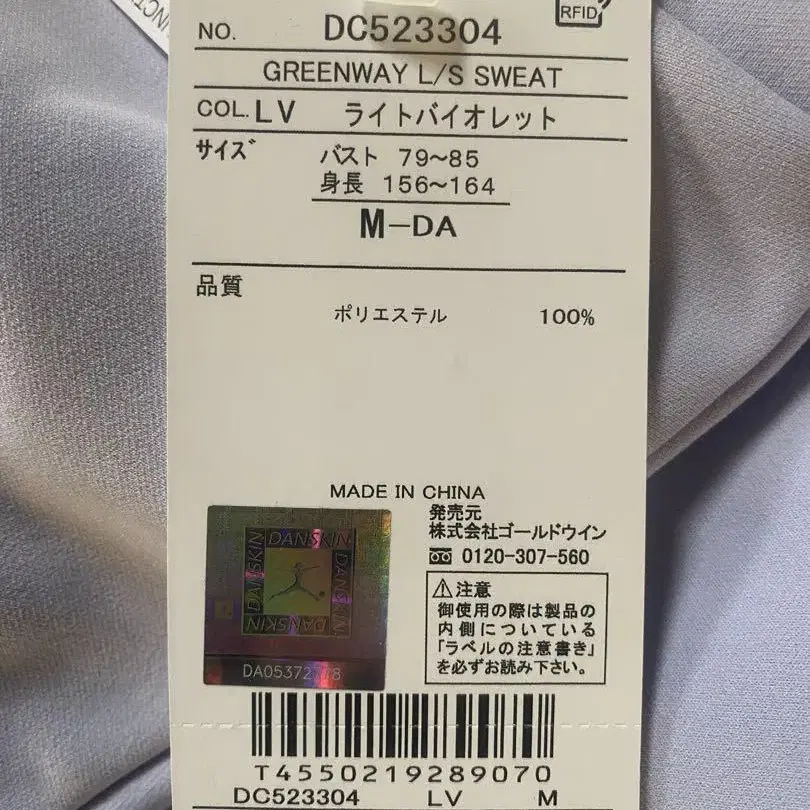 RFID
NO. DC523304
GREENWAY L/S SWEAT
COL. LV ライトバイオレット
サイズ バスト 79~85
身長 156~164
M-DA
品質
ポリエステル 100%
MADE IN CHINA
発売元
株式会社ゴールドウイン
0120-307-560
DANSKIN
DANSKIN
DANSKIN
DANSKIN
⚠注意
御使用の際は製品の
内側についている
「ラベルの注意書き」
を必ずお読み下さい。
T4550219289070
DC523304 LV M